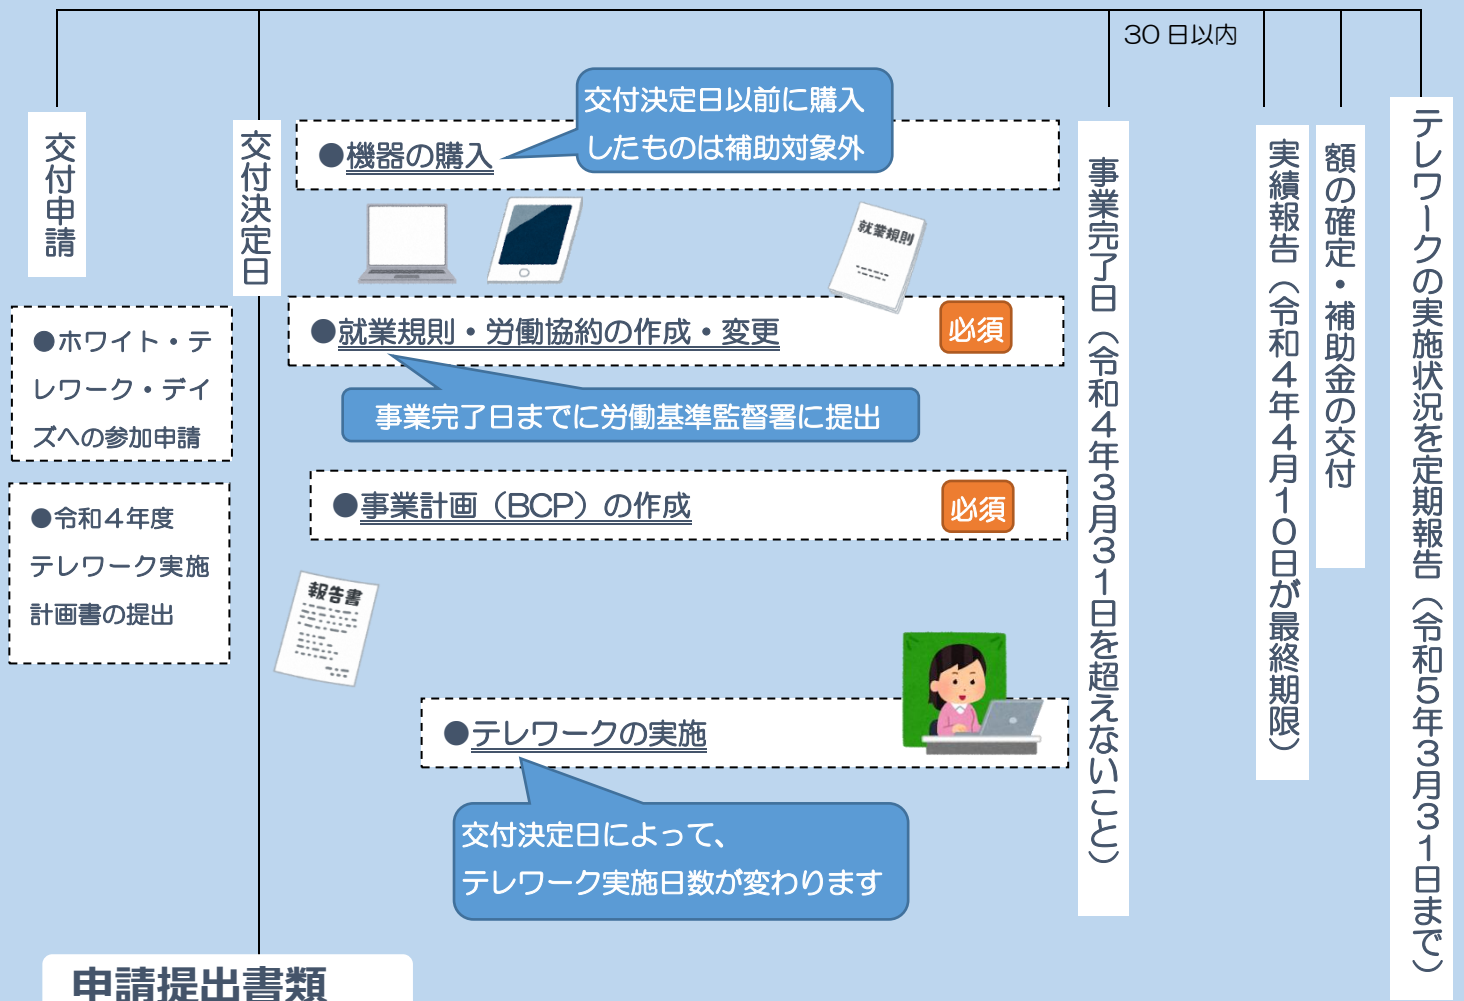 30日以内
交付申請
交付決定日
●機器の購入
交付決定日以前に購入
したものは補助対象外
就業規則
●就業規則・労働協約の作成・変更
必須
事業完了日までに労働基準監督署に提出
●事業計画（BCP）の作成
必須
報告書
●テレワークの実施
交付決定日によって、
テレワーク実施日数が変わります
●ホワイト・テ
レワーク・デイ
ズへの参加申請
●令和４年度
テレワーク実施
計画書の提出
事業完了日（令和４年３月３１日を超えないこと）
実績報告（令和４年４月１０日が最終期限）
額の確定・補助金の交付
テレワークの実施状況を定期報告（令和５年３月３１日まで）
申請提出書類